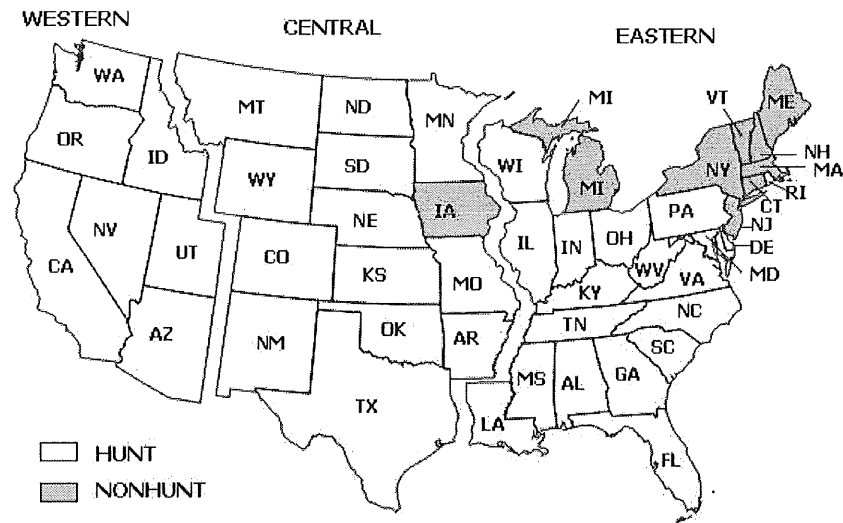 WESTERN
CENTRAL
EASTERN
WA
MT
ND
MN
MI
VT
ME
OR
ID
SD
WI
NH
MA
WY
MI
NY
RI
CT
IA
NE
PA
NJ
NV
UT
CO
IL
IN
OH
DE
CA
KS
MO
WV
VA
MD
KY
AZ
NM
OK
AR
TN
NC
SC
TX
MS
AL
GA
LA
FL
HUNT
NONHUNT